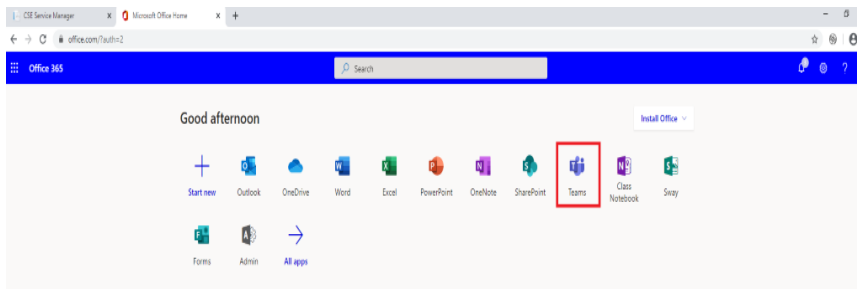 CSE Service Manager
Microsoft Office Home
office.com/?auth=2
Office 365
Search
Good afternoon
Install Office
Start new
Outlook
OneDrive
Word
Excel
PowerPoint
OneNote
SharePoint
Teams
Class
Notebook
Sway
Forms
Admin
All apps